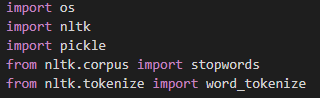 import os
import nltk
import pickle
from nltk.corpus import stopwords
from nltk.tokenize import word_tokenize